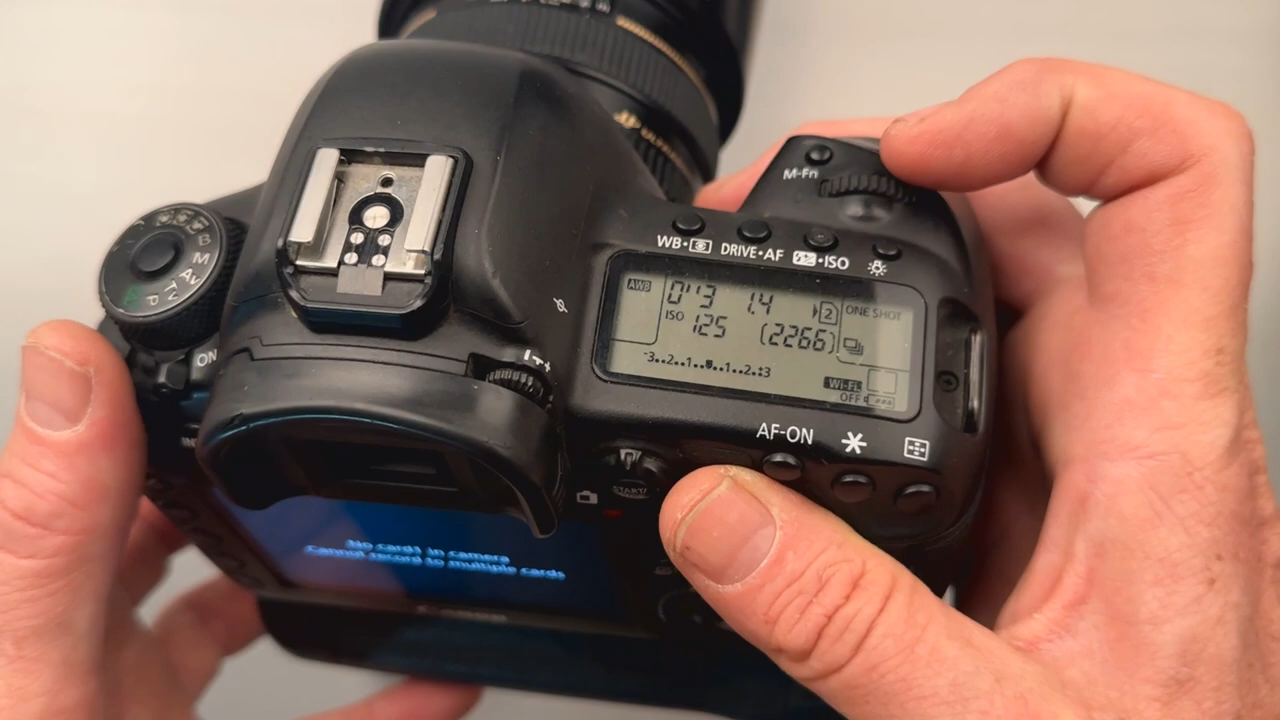 M-Fn
WB• DRIVE•AF •ISO
B
M
Av
Tv
P
ON
AWB
0"3 1.4 2 ONE SHOT
ISO 125 (2266)
-3..2..1....1..2.:3
Wi-Fi
OFF
AF-ON
START/
No cards in camera
Cannot record to multiple cards